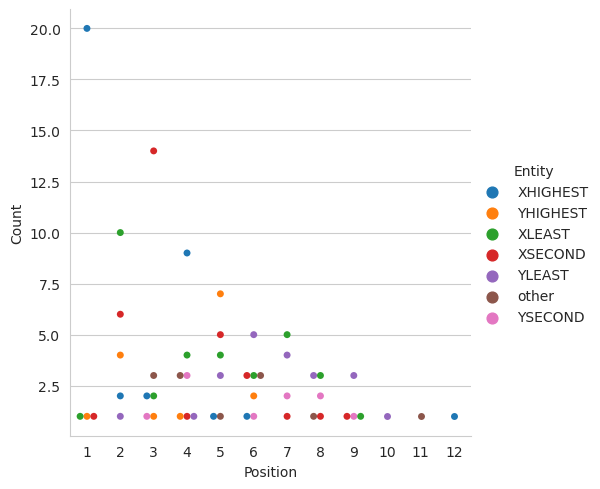 20.0
17.5
15.0
12.5
10.0
7.5
5.0
2.5
Count
1 2 3 4 5 6 7 8 9 10 11 12
Position
Entity
XHIGHEST
YHIGHEST
XLEAST
XSECOND
YLEAST
other
YSECOND